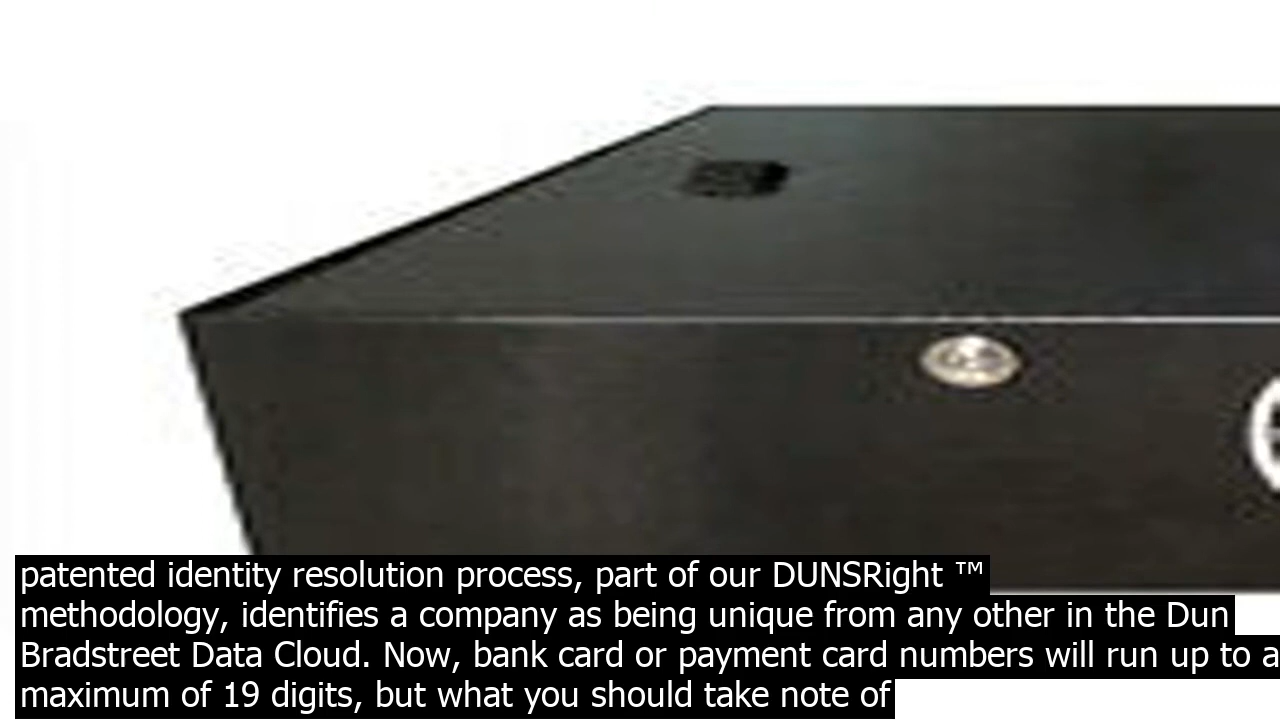 patented identity resolution process, part of our DUNSRight ™
methodology, identifies a company as being unique from any other in the Dun
Bradstreet Data Cloud. Now, bank card or payment card numbers will run up to a
maximum of 19 digits, but what you should take note of